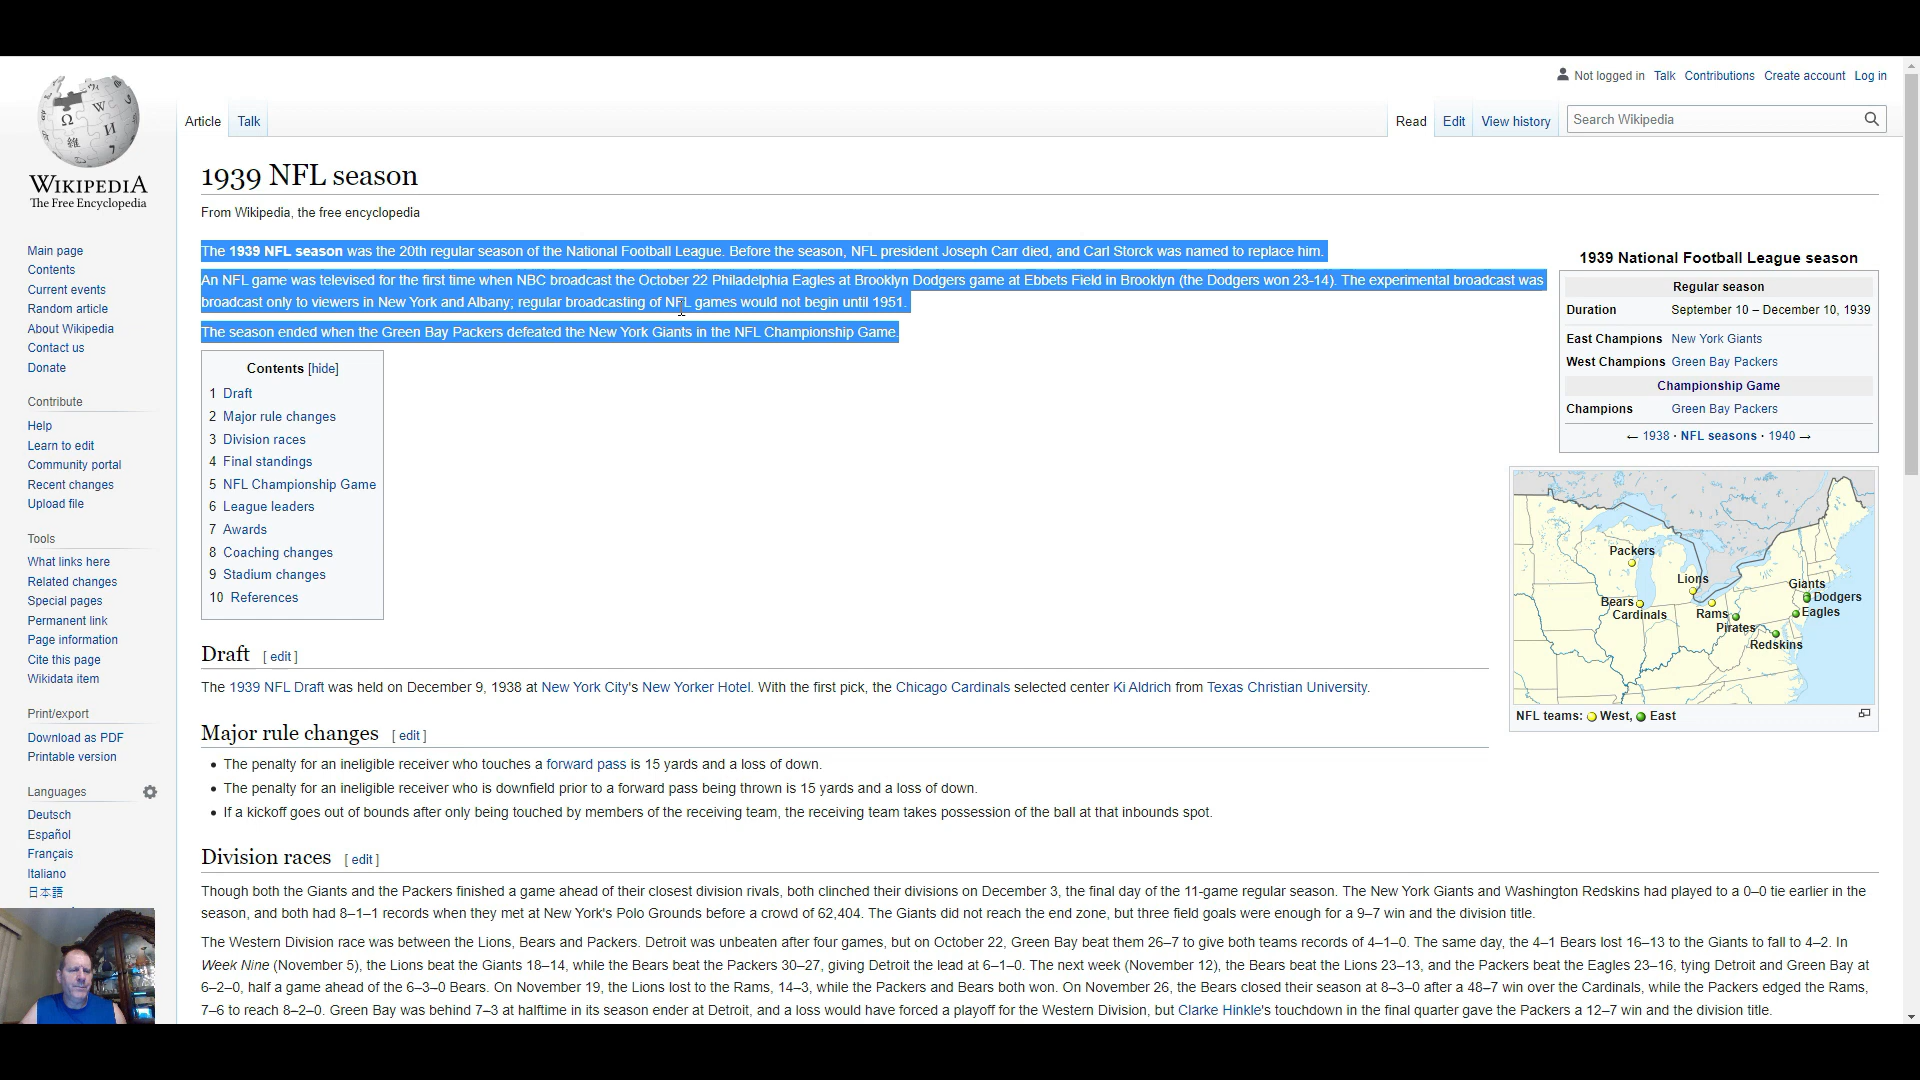 Not logged in Talk Contributions Create account Log in
Article Talk
Read Edit View history Search Wikipedia
WIKIPEDIA
The Free Encyclopedia
Main page
Contents
Current events
Random article
About Wikipedia
Contact us
Donate
Contribute
Help
Learn to edit
Community portal
Recent changes
Upload file
Tools
What links here
Related changes
Special pages
Permanent link
Page information
Cite this page
Wikidata item
Print/export
Download as PDF
Printable version
Languages
Deutsch
Español
Français
Italiano
日本語
1939 NFL season
From Wikipedia, the free encyclopedia
The 1939 NFL season was the 20th regular season of the National Football League. Before the season, NFL president Joseph Carr died, and Carl Storck was named to replace him.
An NFL game was televised for the first time when NBC broadcast the October 22 Philadelphia Eagles at Brooklyn Dodgers game at Ebbets Field in Brooklyn (the Dodgers won 23-14). The experimental broadcast was
broadcast only to viewers in New York and Albany; regular broadcasting of NFL games would not begin until 1951.
The season ended when the Green Bay Packers defeated the New York Giants in the NFL Championship Game.
Contents [hide]
1 Draft
2 Major rule changes
3 Division races
4 Final standings
5 NFL Championship Game
6 League leaders
7 Awards
8 Coaching changes
9 Stadium changes
10 References
1939 National Football League season
Regular season
Duration September 10 – December 10, 1939
East Champions New York Giants
West Champions Green Bay Packers
Championship Game
Champions Green Bay Packers
← 1938 · NFL seasons · 1940 →
Packers
Lions
Giants
Dodgers
Bears
Cardinals
Rams
Eagles
Pirates
Redskins
NFL teams: West, East
Draft [ edit ]
The 1939 NFL Draft was held on December 9, 1938 at New York City's New Yorker Hotel. With the first pick, the Chicago Cardinals selected center Ki Aldrich from Texas Christian University.
Major rule changes [ edit ]
• The penalty for an ineligible receiver who touches a forward pass is 15 yards and a loss of down.
• The penalty for an ineligible receiver who is downfield prior to a forward pass being thrown is 15 yards and a loss of down.
• If a kickoff goes out of bounds after only being touched by members of the receiving team, the receiving team takes possession of the ball at that inbounds spot.
Division races [ edit ]
Though both the Giants and the Packers finished a game ahead of their closest division rivals, both clinched their divisions on December 3, the final day of the 11-game regular season. The New York Giants and Washington Redskins had played to a 0–0 tie earlier in the
season, and both had 8–1–1 records when they met at New York's Polo Grounds before a crowd of 62,404. The Giants did not reach the end zone, but three field goals were enough for a 9–7 win and the division title.
The Western Division race was between the Lions, Bears and Packers. Detroit was unbeaten after four games, but on October 22, Green Bay beat them 26–7 to give both teams records of 4–1–0. The same day, the 4–1 Bears lost 16–13 to the Giants to fall to 4–2. In
Week Nine (November 5), the Lions beat the Giants 18–14, while the Bears beat the Packers 30–27, giving Detroit the lead at 6–1–0. The next week (November 12), the Bears beat the Lions 23–13, and the Packers beat the Eagles 23–16, tying Detroit and Green Bay at
6–2–0, half a game ahead of the 6–3–0 Bears. On November 19, the Lions lost to the Rams, 14–3, while the Packers and Bears both won. On November 26, the Bears closed their season at 8–3–0 after a 48–7 win over the Cardinals, while the Packers edged the Rams,
7–6 to reach 8–2–0. Green Bay was behind 7–3 at halftime in its season ender at Detroit, and a loss would have forced a playoff for the Western Division, but Clarke Hinkle's touchdown in the final quarter gave the Packers a 12–7 win and the division title.